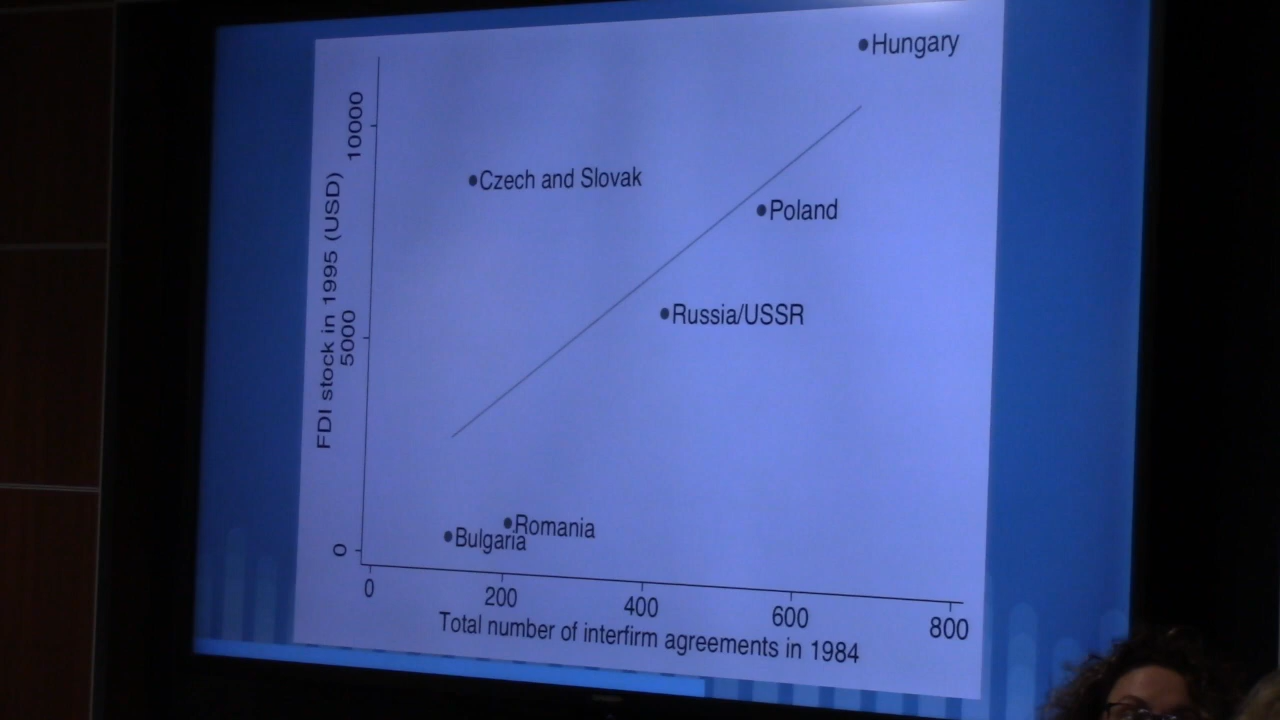 Hungary
10000
Czech and Slovak
Poland
FDI stock in 1995 (USD)
5000
Russia/USSR
Romania
Bulgaria
0
0
200
400
600
800
Total number of interfirm agreements in 1984